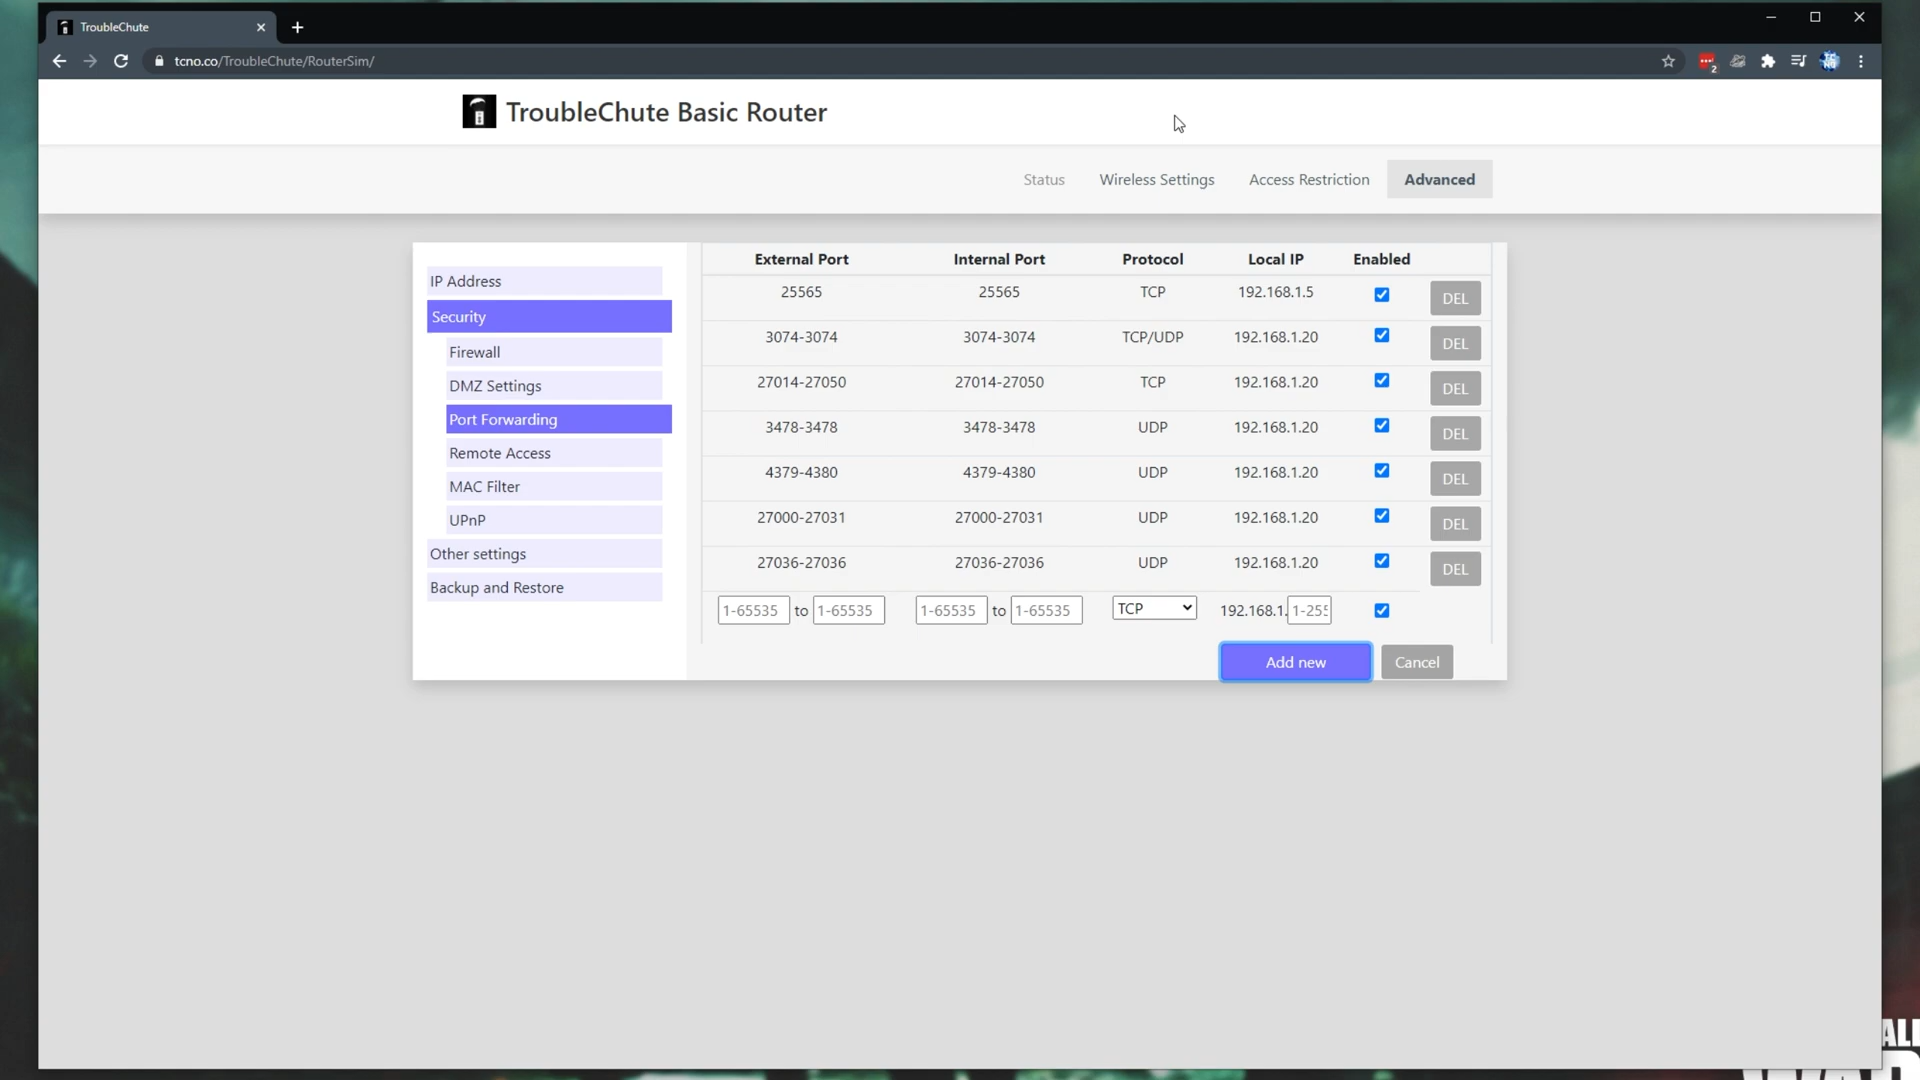 TroubleChute
tcno.co/TroubleChute/RouterSim/
2
TroubleChute Basic Router
Status Wireless Settings Access Restriction Advanced
IP Address
Security
Firewall
DMZ Settings
Port Forwarding
Remote Access
MAC Filter
UPnP
Other settings
Backup and Restore
External Port Internal Port Protocol Local IP Enabled
25565 25565 TCP 192.168.1.5 DEL
3074-3074 3074-3074 TCP/UDP 192.168.1.20 DEL
27014-27050 27014-27050 TCP 192.168.1.20 DEL
3478-3478 3478-3478 UDP 192.168.1.20 DEL
4379-4380 4379-4380 UDP 192.168.1.20 DEL
27000-27031 27000-27031 UDP 192.168.1.20 DEL
27036-27036 27036-27036 UDP 192.168.1.20 DEL
1-65535 to 1-65535 1-65535 to 1-65535 TCP 192.168.1. 1-255
Add new Cancel